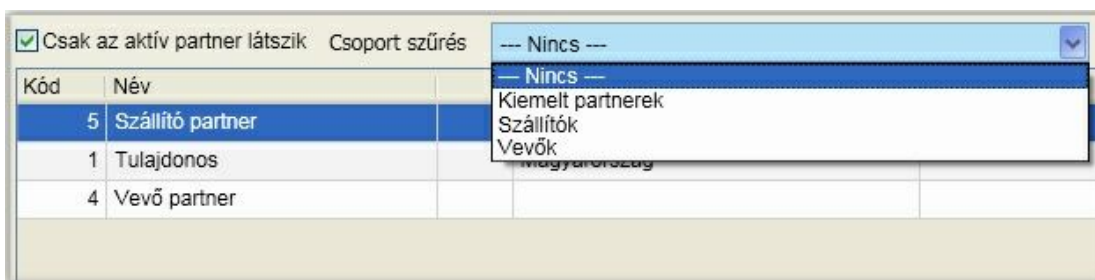 Csak az aktív partner látszik Csoport szűrés --- Nincs ---
Kód Név --- Nincs ---
Kiemelt partnerek
5 Szállító partner Szállítók
Vevők
1 Tulajdonos Magyarország
4 Vevő partner